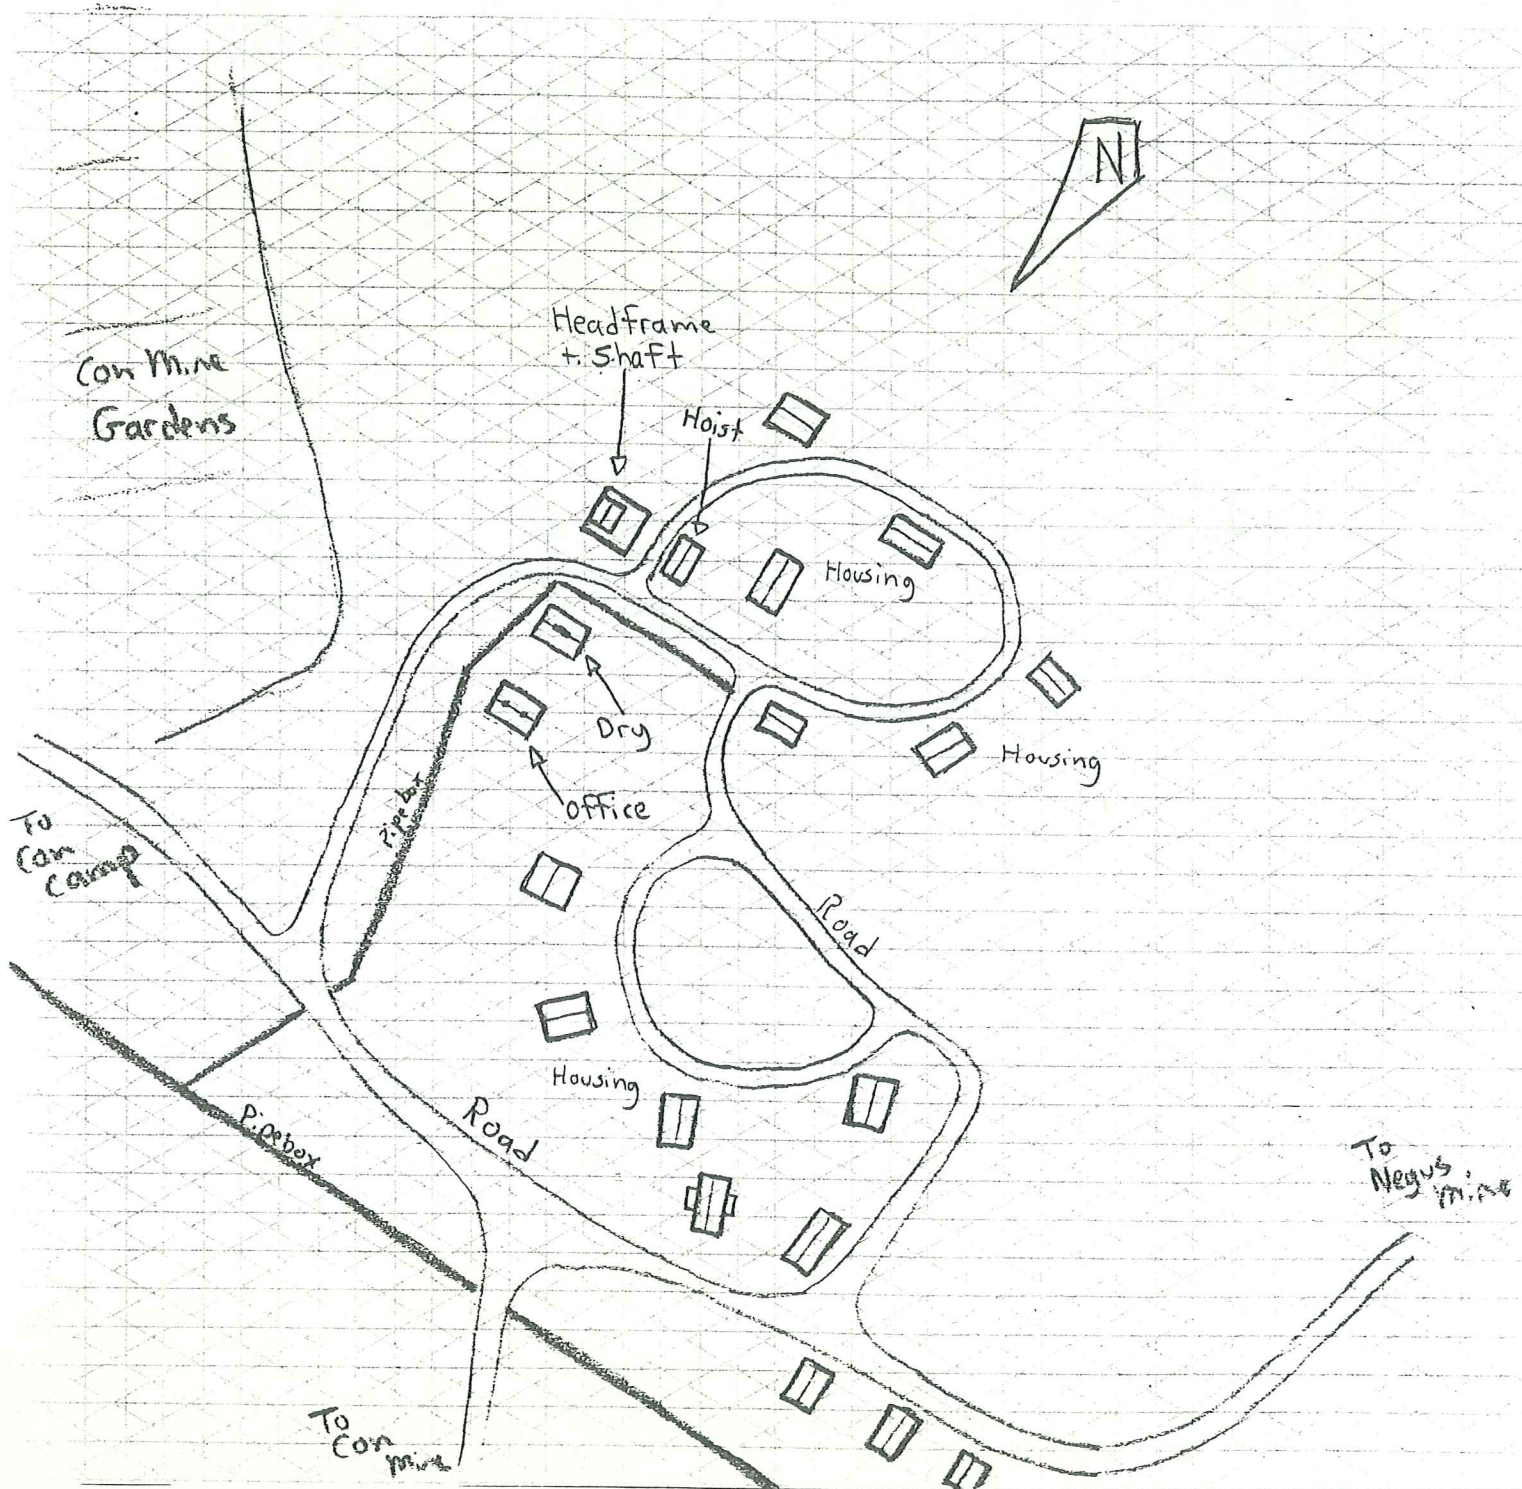 N
Headframe
+ Shaft
Con Mine
Gardens
Hoist
Housing
Dry
Housing
Pipebox
Office
To
Con
Camp
Road
Housing
Road
Pipebox
To
Negus
Mine
To
Con
Mine